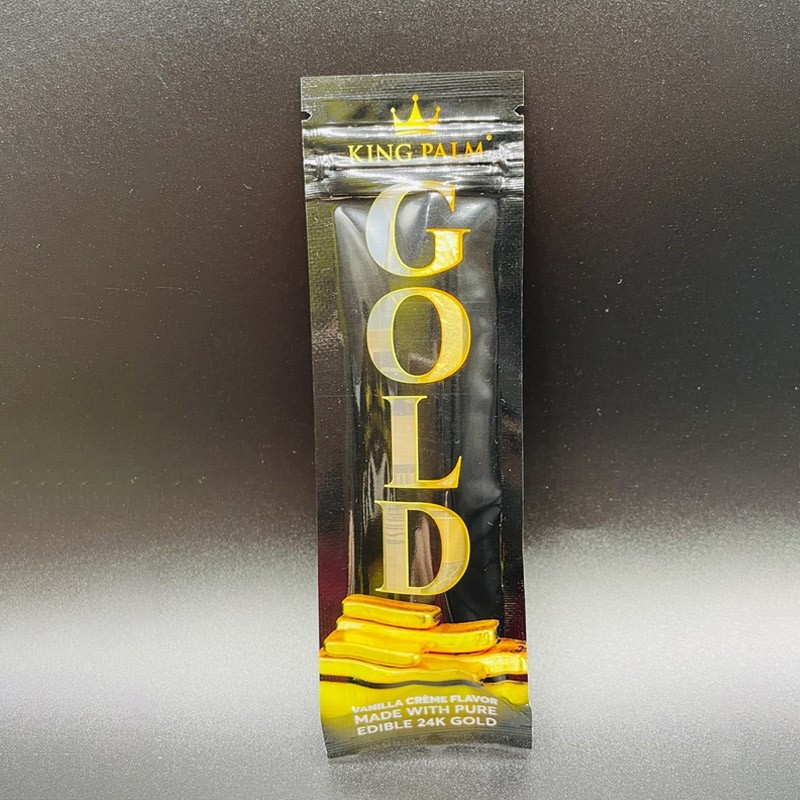 KING PALM
GOLD
VANILLA CRÈME FLAVOR
MADE WITH PURE
EDIBLE 24K GOLD